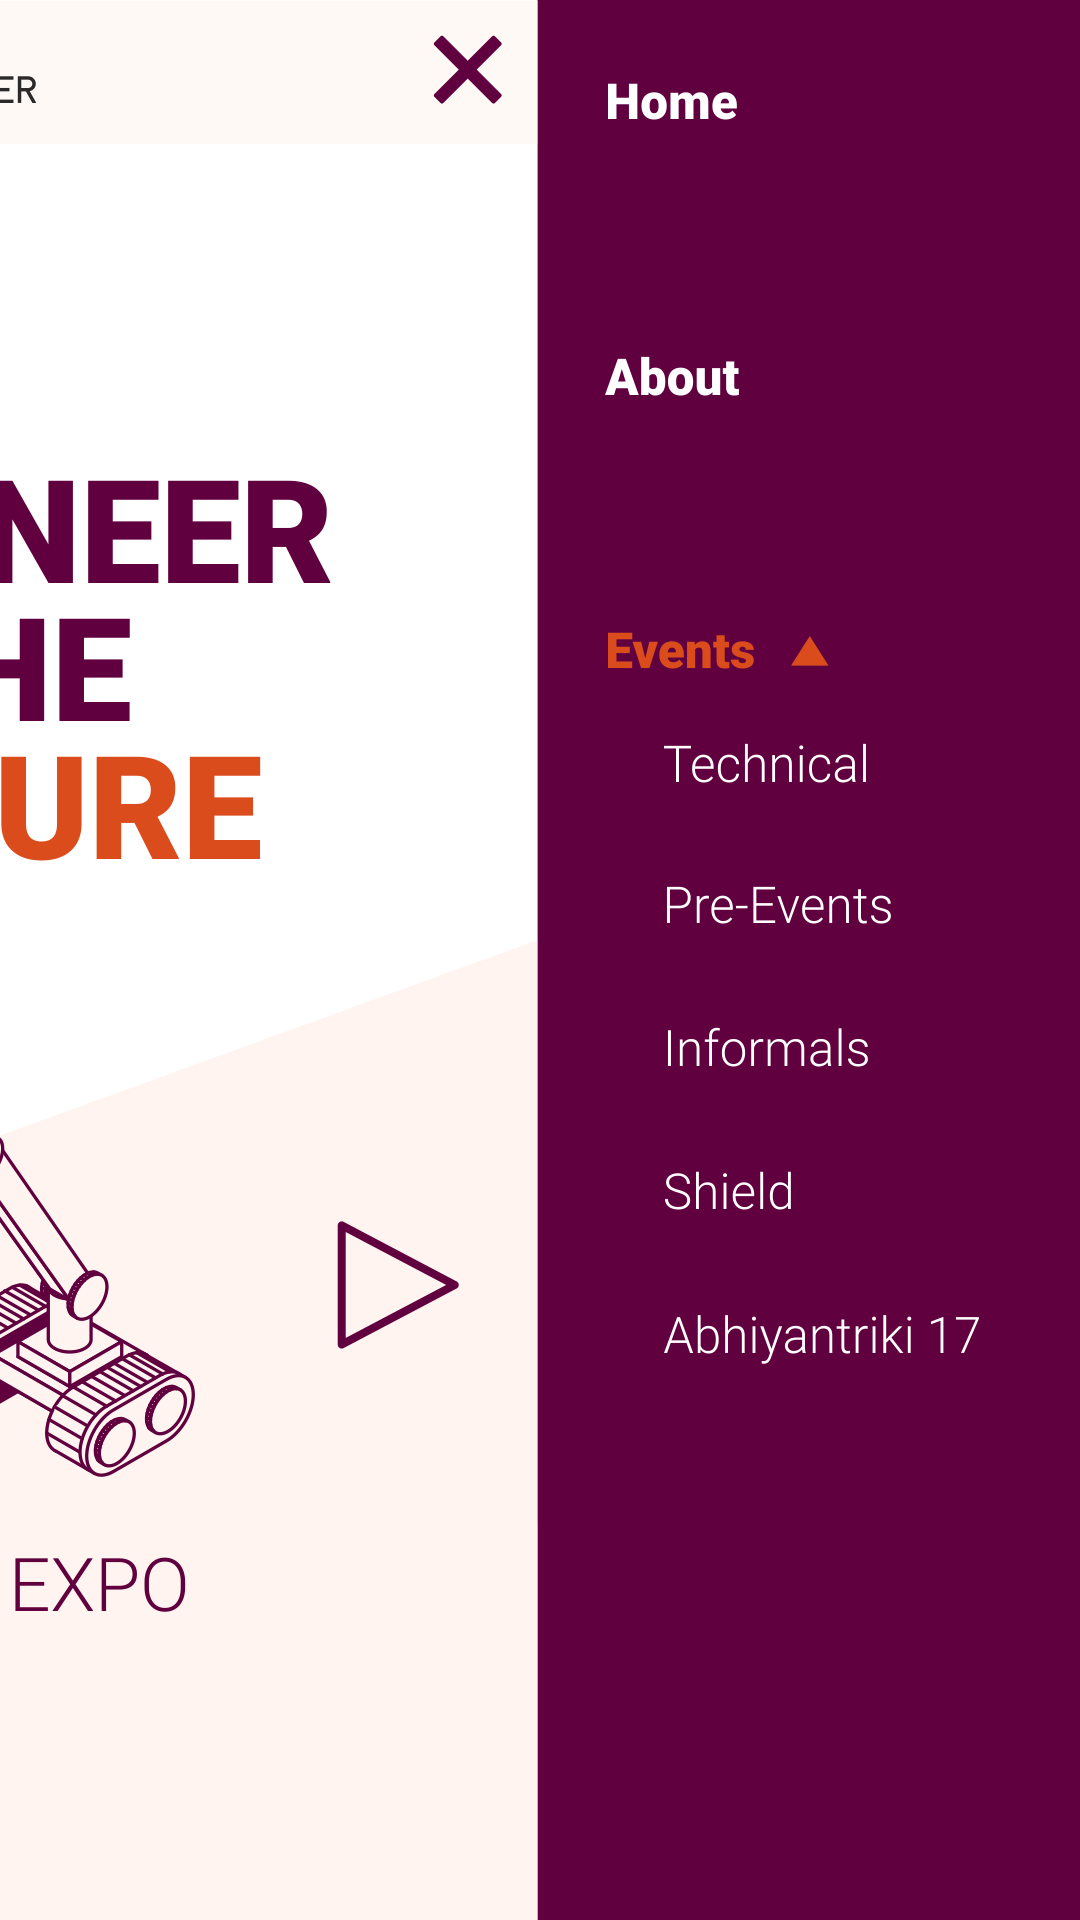 ER
NEER
HE
URE
EXPO
Home
About
Events
Technical
Pre-Events
Informals
Shield
Abhiyantriki 17